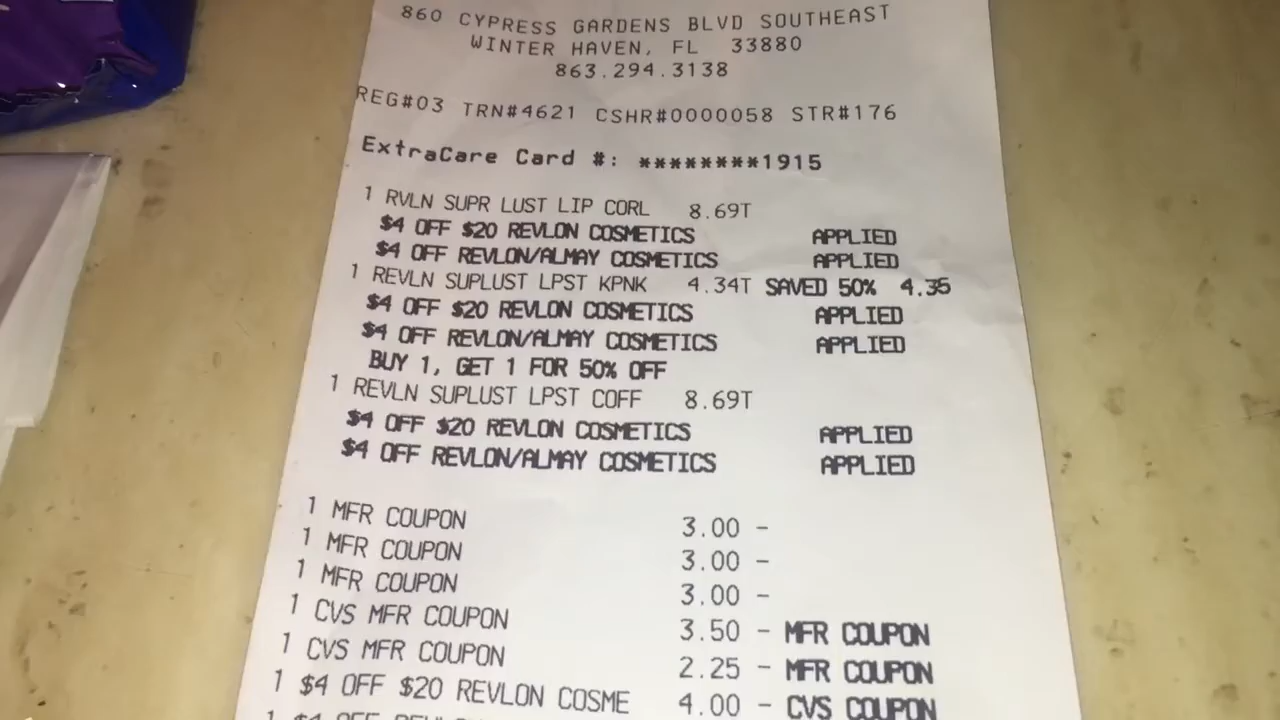 860 CYPRESS GARDENS BLVD SOUTHEAST
WINTER HAVEN, FL 33880
863.294.3138
REG#03 TRN#4621 CSHR#0000058 STR#176
ExtraCare Card #: ********1915
1 RVLN SUPR LUST LIP CORL 8.69T
$4 OFF $20 REVLON COSMETICS APPLIED
$4 OFF REVLON/ALMAY COSMETICS APPLIED
1 REVLN SUPLUST LPST KPNK 4.34T SAVED 50% 4.35
$4 OFF $20 REVLON COSMETICS APPLIED
$4 OFF REVLON/ALMAY COSMETICS APPLIED
BUY 1, GET 1 FOR 50% OFF
1 REVLN SUPLUST LPST COFF 8.69T
$4 OFF $20 REVLON COSMETICS APPLIED
$4 OFF REVLON/ALMAY COSMETICS APPLIED
1 MFR COUPON 3.00 -
1 MFR COUPON 3.00 -
1 MFR COUPON 3.00 -
1 CVS MFR COUPON 3.50 - MFR COUPON
1 CVS MFR COUPON 2.25 - MFR COUPON
1 $4 OFF $20 REVLON COSME 4.00 - CVS COUPON
1 $4 OFF